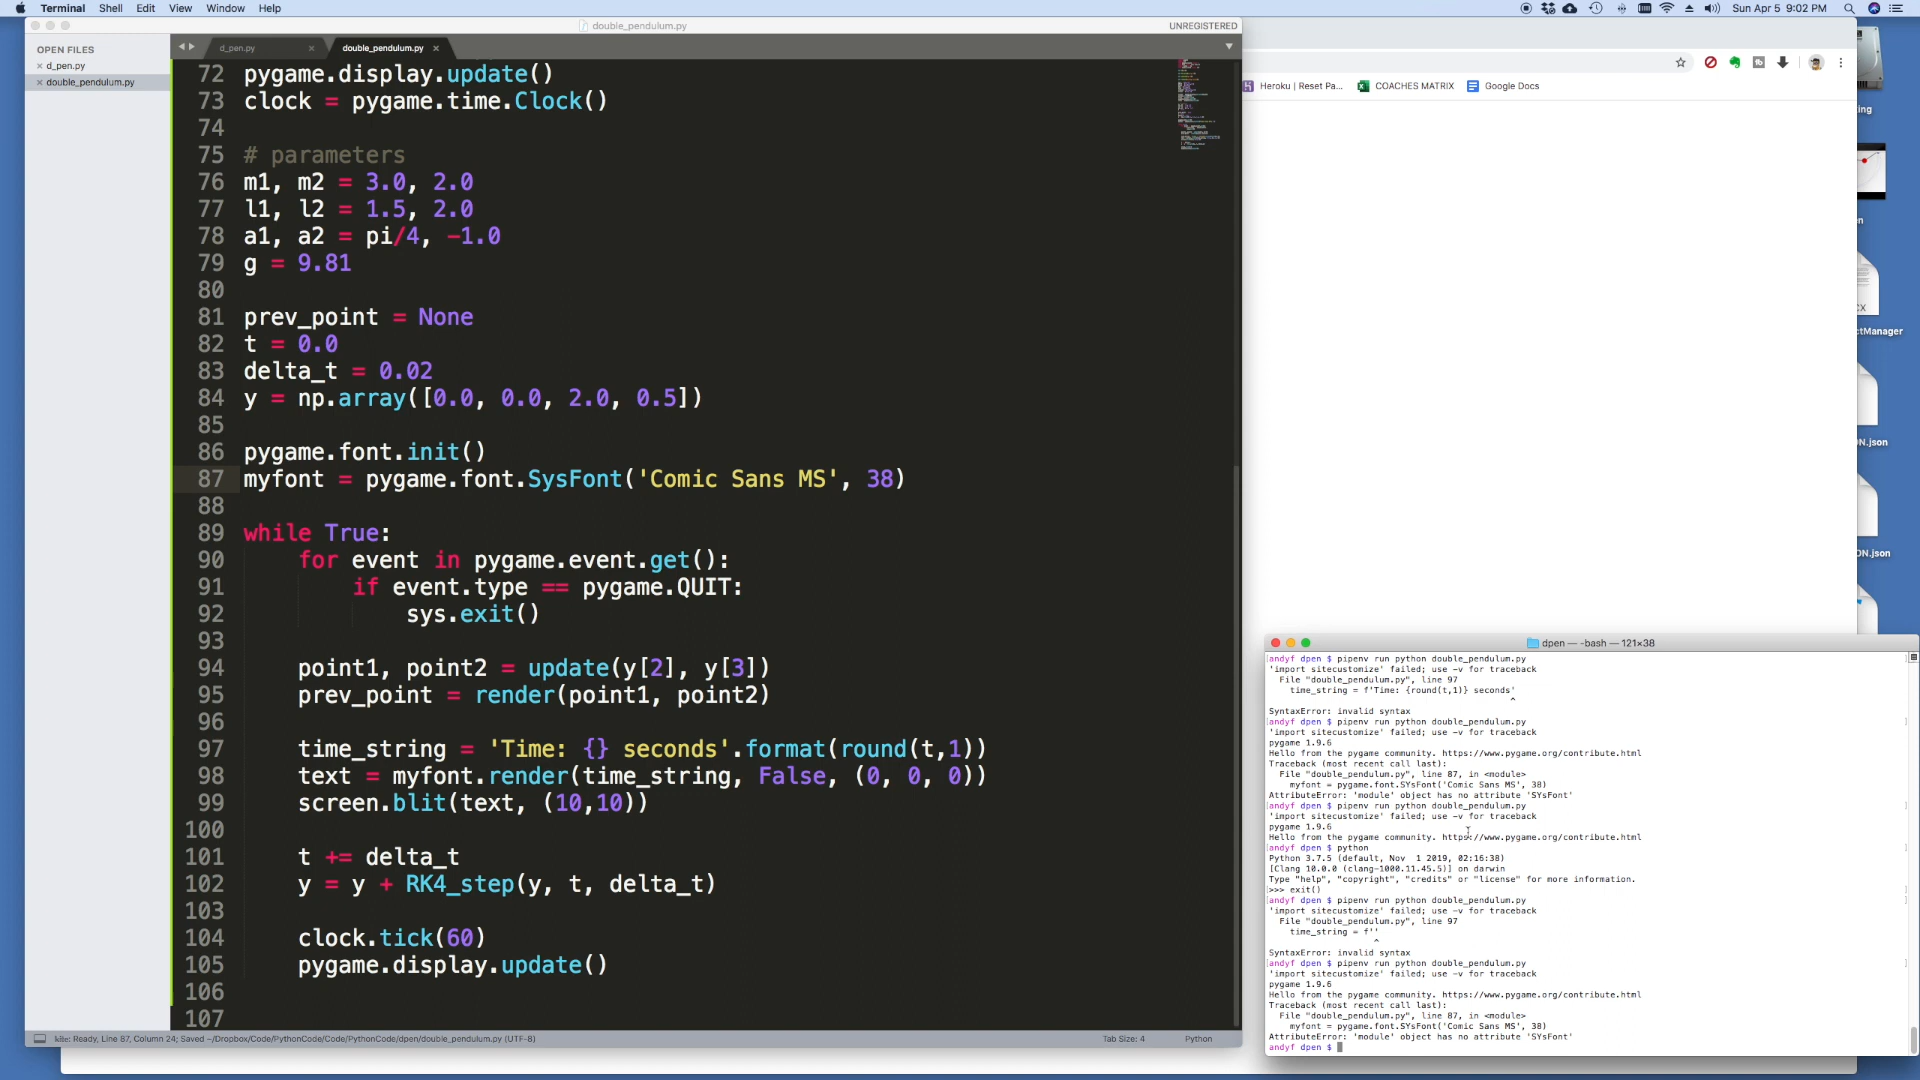 Terminal Shell Edit View Window Help
Sun Apr 5 9:02 PM
double_pendulum.py
UNREGISTERED
OPEN FILES
d_pen.py
double_pendulum.py
d_pen.py
double_pendulum.py
72 pygame.display.update()
73 clock = pygame.time.Clock()
74
75 # parameters
76 m1, m2 = 3.0, 2.0
77 l1, l2 = 1.5, 2.0
78 a1, a2 = pi/4, -1.0
79 g = 9.81
80
81 prev_point = None
82 t = 0.0
83 delta_t = 0.02
84 y = np.array([0.0, 0.0, 2.0, 0.5])
85
86 pygame.font.init()
87 myfont = pygame.font.SysFont('Comic Sans MS', 38)
88
89 while True:
90 for event in pygame.event.get():
91 if event.type == pygame.QUIT:
92 sys.exit()
93
94 point1, point2 = update(y[2], y[3])
95 prev_point = render(point1, point2)
96
97 time_string = 'Time: {} seconds'.format(round(t,1))
98 text = myfont.render(time_string, False, (0, 0, 0))
99 screen.blit(text, (10,10))
100
101 t += delta_t
102 y = y + RK4_step(y, t, delta_t)
103
104 clock.tick(60)
105 pygame.display.update()
106
107
Kite: Ready, Line 87, Column 24; Saved ~/Dropbox/Code/PythonCode/Code/PythonCode/dpen/double_pendulum.py (UTF-8)
Tab Size: 4
Python
Heroku | Reset Pa...
COACHES MATRIX
Google Docs
ctManager
N.json
ON.json
dpen — -bash — 121×38
andyf dpen $ pipenv run python double_pendulum.py
'import sitecustomize' failed; use -v for traceback
File "double_pendulum.py", line 97
time_string = f'Time: {round(t,1)} seconds'
^
SyntaxError: invalid syntax
andyf dpen $ pipenv run python double_pendulum.py
'import sitecustomize' failed; use -v for traceback
pygame 1.9.6
Hello from the pygame community. https://www.pygame.org/contribute.html
Traceback (most recent call last):
File "double_pendulum.py", line 87, in <module>
myfont = pygame.font.SYsFont('Comic Sans MS', 38)
AttributeError: 'module' object has no attribute 'SYsFont'
andyf dpen $ pipenv run python double_pendulum.py
'import sitecustomize' failed; use -v for traceback
pygame 1.9.6
Hello from the pygame community. https://www.pygame.org/contribute.html
andyf dpen $ python
Python 3.7.5 (default, Nov 1 2019, 02:16:38)
[Clang 10.0.0 (clang-1000.11.45.5)] on darwin
Type "help", "copyright", "credits" or "license" for more information.
>>> exit()
andyf dpen $ pipenv run python double_pendulum.py
'import sitecustomize' failed; use -v for traceback
File "double_pendulum.py", line 97
time_string = f''
^
SyntaxError: invalid syntax
andyf dpen $ pipenv run python double_pendulum.py
'import sitecustomize' failed; use -v for traceback
pygame 1.9.6
Hello from the pygame community. https://www.pygame.org/contribute.html
Traceback (most recent call last):
File "double_pendulum.py", line 87, in <module>
myfont = pygame.font.SYsFont('Comic Sans MS', 38)
AttributeError: 'module' object has no attribute 'SYsFont'
andyf dpen $